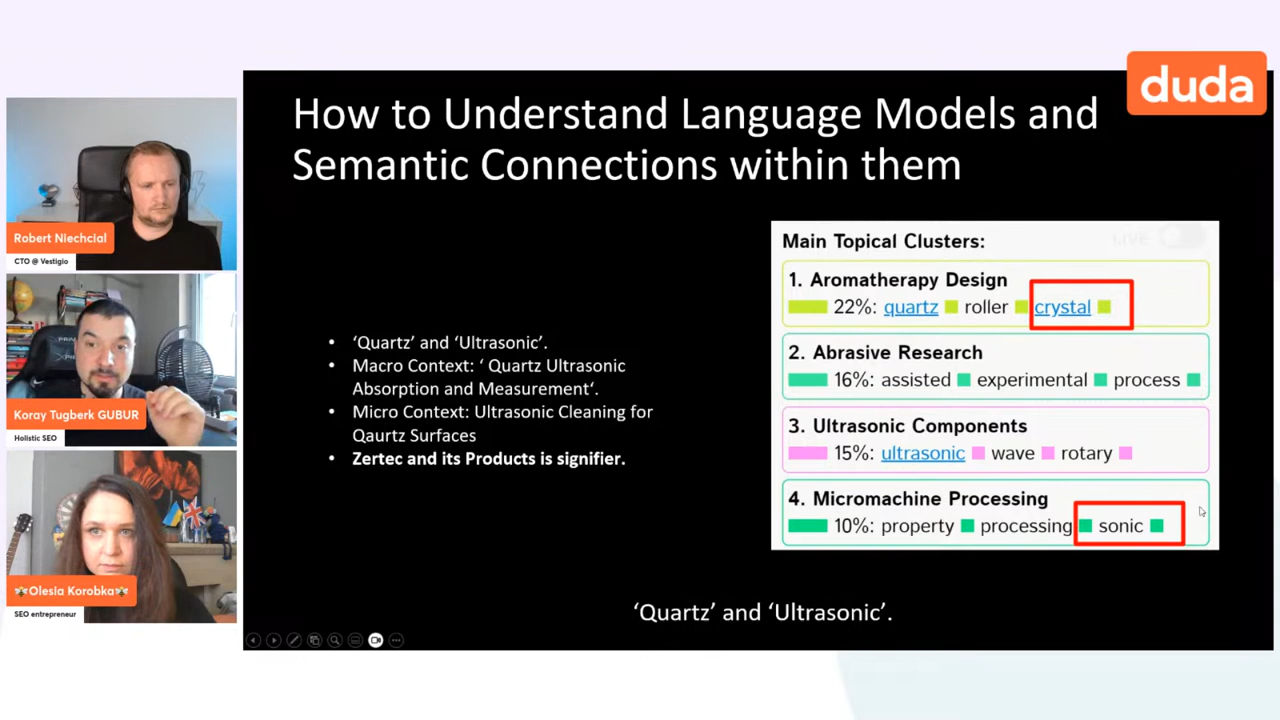 duda
How to Understand Language Models and
Semantic Connections within them
Robert Niechcial
CTO @ Vestigio
Koray Tugberk GUBUR
Holistic SEO
🐝Olesia Korobka🐝
SEO entrepreneur
• 'Quartz' and 'Ultrasonic'.
• Macro Context: ' Quartz Ultrasonic
Absorption and Measurement'.
• Micro Context: Ultrasonic Cleaning for
Qaurtz Surfaces
• Zertec and its Products is signifier.
Main Topical Clusters:
LIVE
1. Aromatherapy Design
22%: quartz roller crystal
2. Abrasive Research
16%: assisted experimental process
3. Ultrasonic Components
15%: ultrasonic wave rotary
4. Micromachine Processing
10%: property processing sonic
'Quartz' and 'Ultrasonic'.